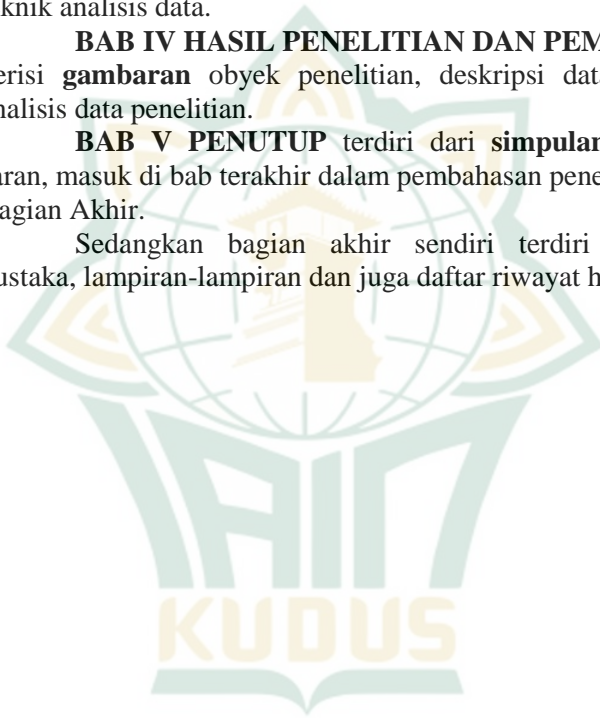 knik analisis data.
BAB IV HASIL PENELITIAN DAN PEM
erisi gambaran obyek penelitian, deskripsi dat
nalisis data penelitian.
BAB V PENUTUP terdiri dari simpulan
aran, masuk di bab terakhir dalam pembahasan pene
agian Akhir.
Sedangkan bagian akhir sendiri terdiri
ustaka, lampiran-lampiran dan juga daftar riwayat h
IAIN
KUDUS